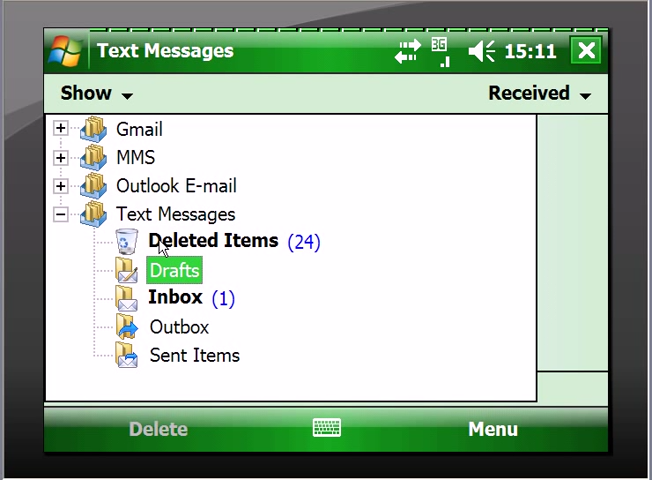 Text Messages 3G 15:11
Show Received
Gmail
MMS
Outlook E-mail
Text Messages
Deleted Items (24)
Drafts
Inbox (1)
Outbox
Sent Items
Delete Menu